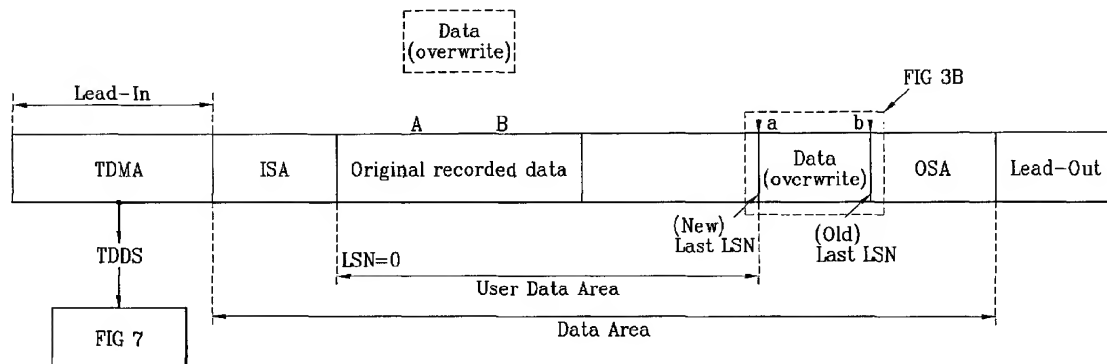 Data
(overwrite)
FIG 3B
Lead-In
A
B
a
b
TDMA
ISA
Original recorded data
Data
(overwrite)
OSA
Lead-Out
(New)
Last LSN
(Old)
Last LSN
TDDS
LSN=0
User Data Area
Data Area
FIG 7